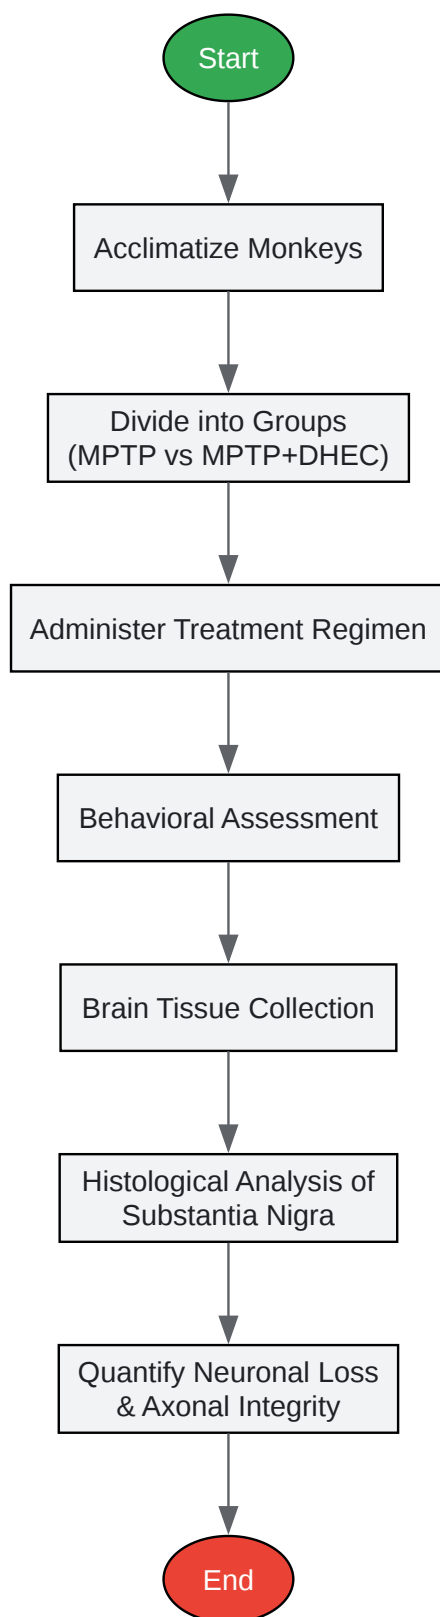 Start
Acclimatize Monkeys
Divide into Groups
(MPTP vs MPTP+DHEC)
Administer Treatment Regimen
Behavioral Assessment
Brain Tissue Collection
Histological Analysis of
Substantia Nigra
Quantify Neuronal Loss
& Axonal Integrity
End